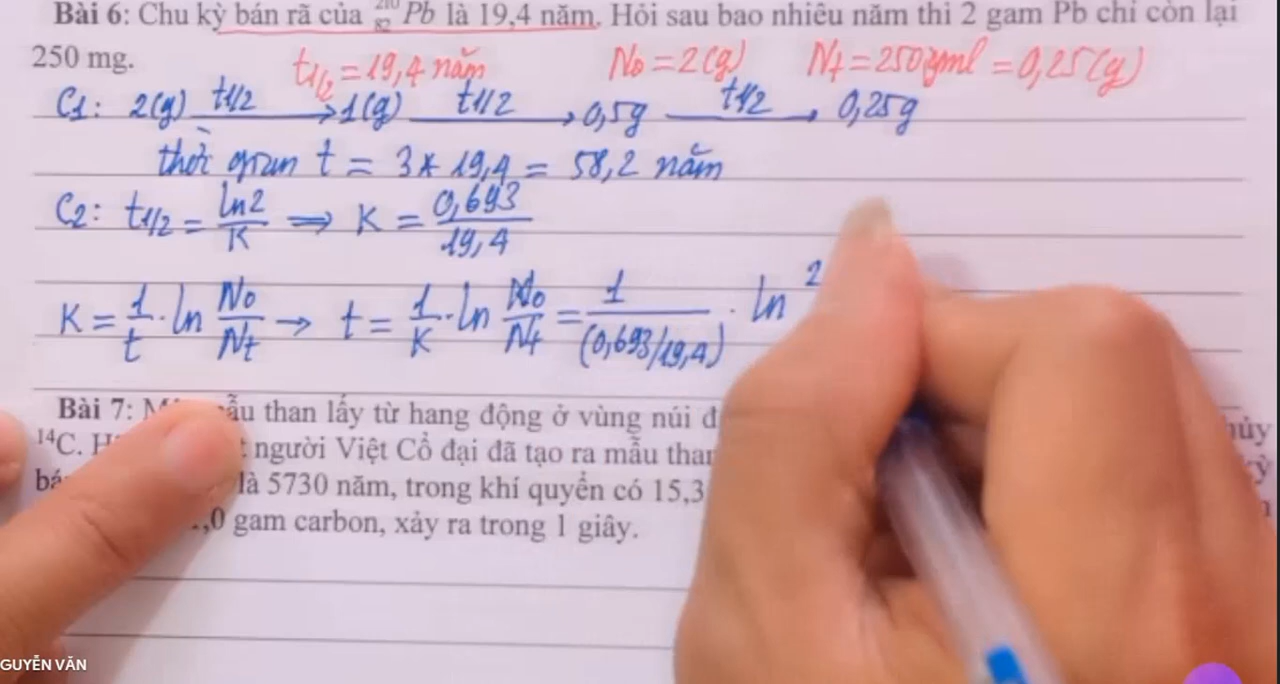 Bài 6: Chu kỳ bán rã của ²¹⁰₈₂Pb là 19,4 năm. Hỏi sau bao nhiêu năm thì 2 gam Pb chỉ còn lại
250 mg.
t1/2 = 19,4 năm N0 = 2(g) Nt = 250 = 0,25(g)
C1: 2(g) t1/2 → 1(g) t1/2 → 0,5g t1/2 → 0,25g
thời gian t = 3 * 19,4 = 58,2 năm
C2: t1/2 = ln2/K ⇒ K = 0,693/19,4
K = 1/t . ln N0/Nt → t = 1/K . ln N0/Nt = 1/(0,693/19,4) . ln 2
Bài 7: ẫu than lấy từ hang động ở vùng núi
¹⁴C. người Việt Cổ đại đã tạo ra mẫu
là 5730 năm, trong khí quyển có 15,3
,0 gam carbon, xảy ra trong 1 giây.
GUYỄN VĂN